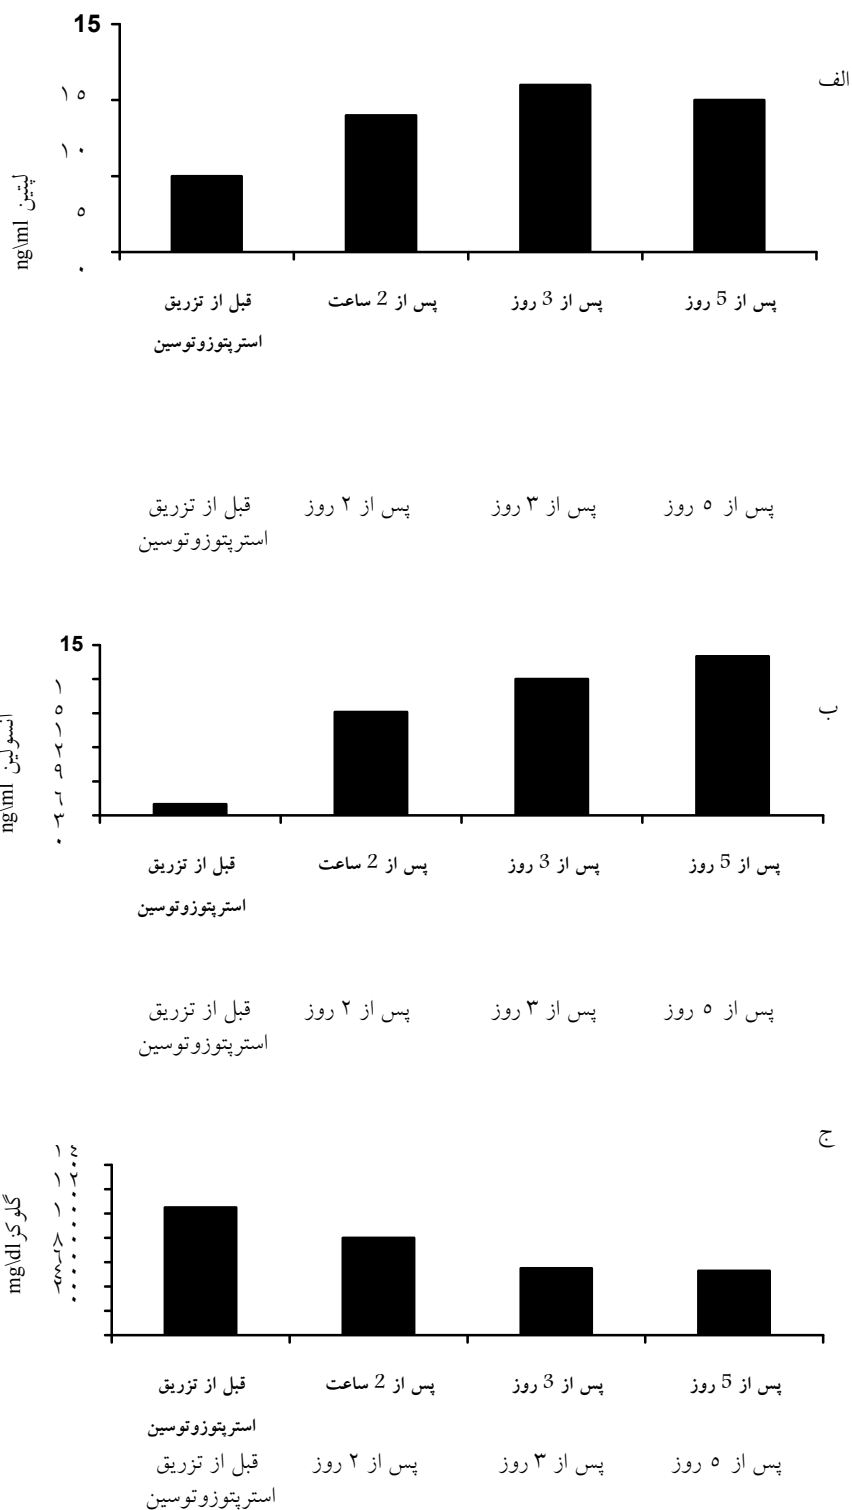 الف
15
۱۵
۱۰
۵
۰
لپتین ng\ml
قبل از تزریق استرپتوزوتوسین
پس از 2 ساعت
پس از 3 روز
پس از 5 روز
قبل از تزریق استرپتوزوتوسین
پس از ۲ روز
پس از ۳ روز
پس از ۵ روز
ب
15
انسولین ng\ml
قبل از تزریق استرپتوزوتوسین
پس از 2 ساعت
پس از 3 روز
پس از 5 روز
قبل از تزریق استرپتوزوتوسین
پس از ۲ روز
پس از ۳ روز
پس از ۵ روز
ج
گلوکز mg\dl
قبل از تزریق استرپتوزوتوسین
پس از 2 ساعت
پس از 3 روز
پس از 5 روز
قبل از تزریق استرپتوزوتوسین
پس از ۲ روز
پس از ۳ روز
پس از ۵ روز